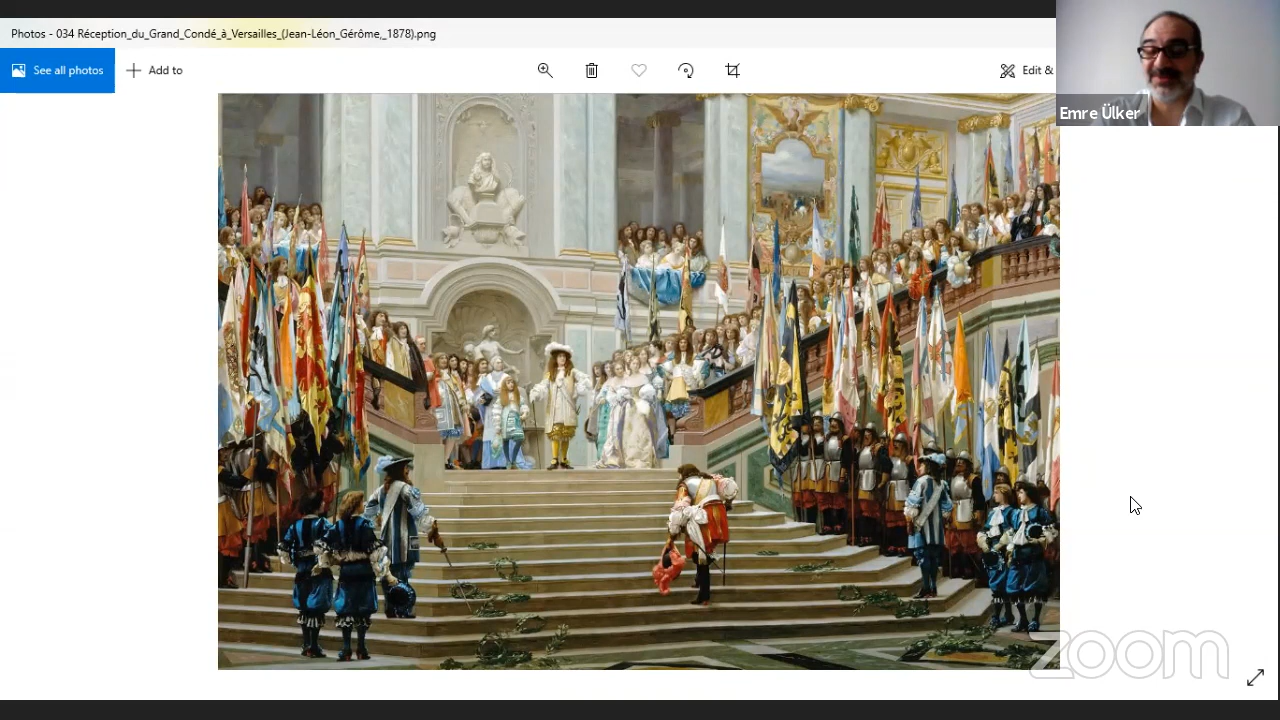 Photos - 034 Réception_du_Grand_Condé_à_Versailles_(Jean-Léon_Gérôme,_1878).png
See all photos
Add to
Edit &
Emre Ülker
zoom